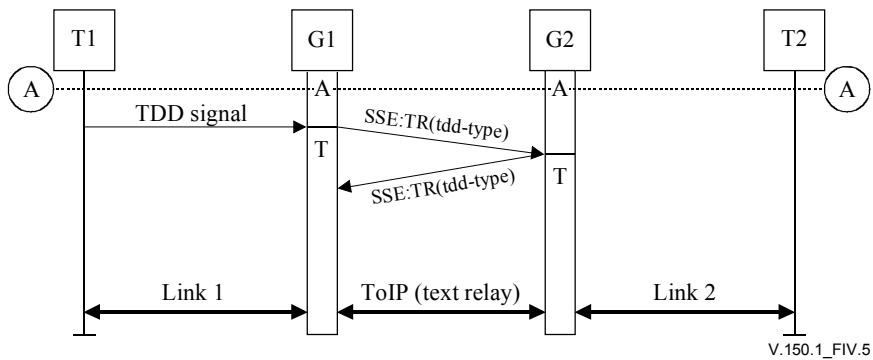 T1 G1 G2 T2
A A A A
TDD signal SSE:TR(tdd-type)
T T
SSE:TR(tdd-type)
Link 1 ToIP (text relay) Link 2
V.150.1_FIV.5